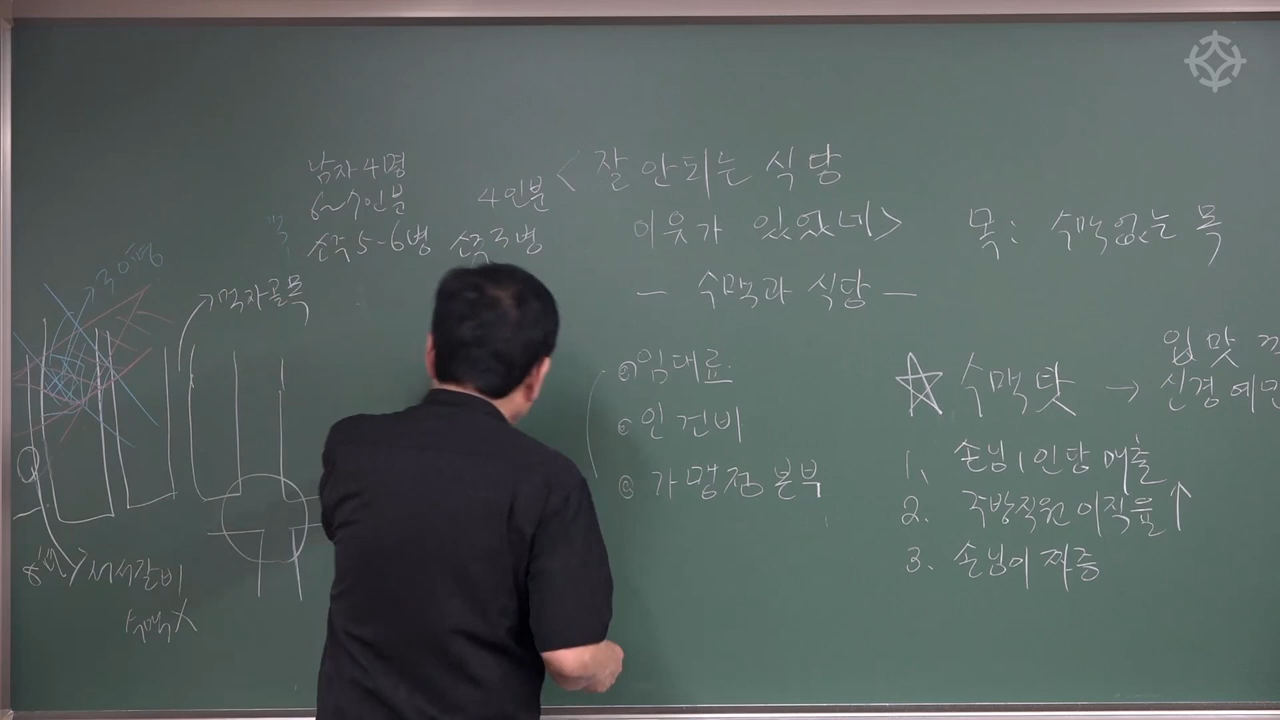 남자 4명
6~7인분
소주 5-6병
4인분
소주 3병
<잘 안되는 식당
이웃가 있었네>
- 수맥과 식당 -
목: 수맥없는 목
→먹자골목
서서갈비
수맥X
◎임대료
◎인건비
◎가맹점 본부
☆ 수맥탓 → 입맛
신경 예민
1. 손님 1인당 매출
2. 주방직원 이직율↑
3. 손님이 짜증